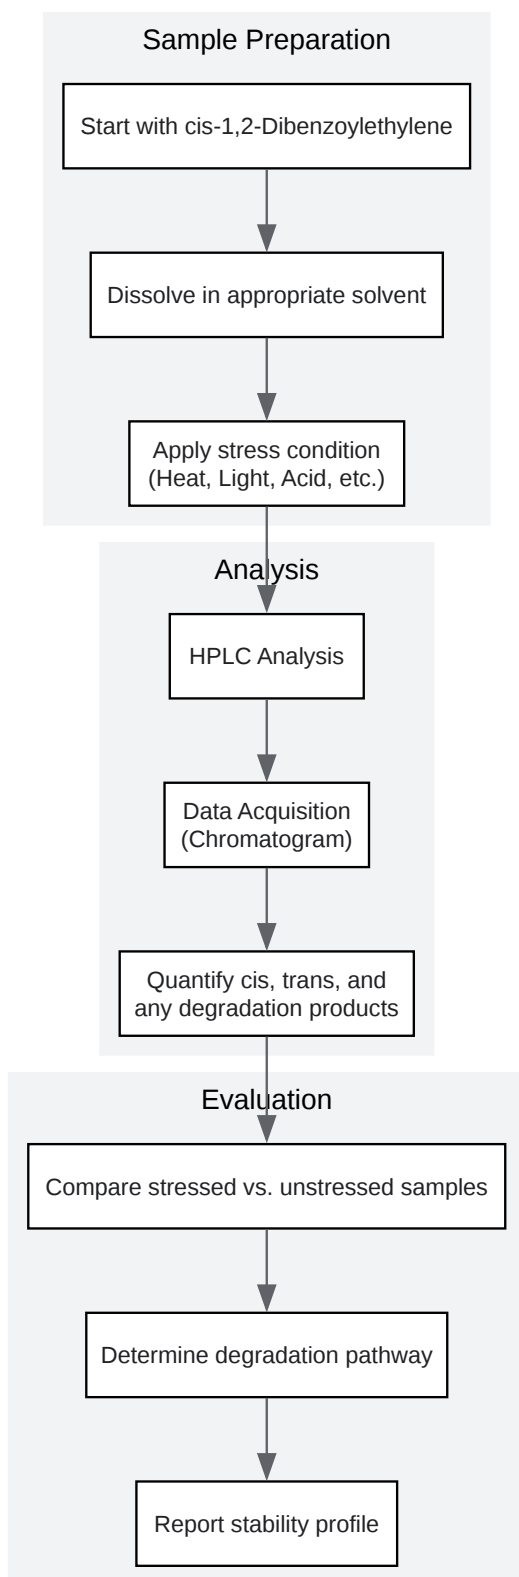 Sample Preparation
Start with cis-1,2-Dibenzoylethylene
Dissolve in appropriate solvent
Apply stress condition
(Heat, Light, Acid, etc.)
Analysis
HPLC Analysis
Data Acquisition
(Chromatogram)
Quantify cis, trans, and
any degradation products
Evaluation
Compare stressed vs. unstressed samples
Determine degradation pathway
Report stability profile